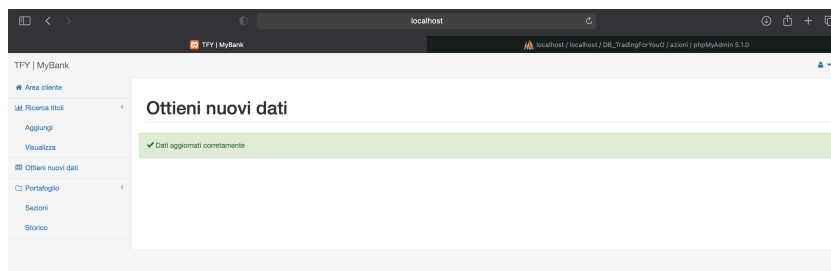 localhost
TFY | MyBank
localhost / localhost / DB_TradingForYouD / azioni | phpMyAdmin 5.1.0
TFY | MyBank
Area cliente
Ricerca titoli
Aggiungi
Visualizza
Ottieni nuovi dati
Portafoglio
Sezioni
Storico
Ottieni nuovi dati
Dati aggiornati corretamente